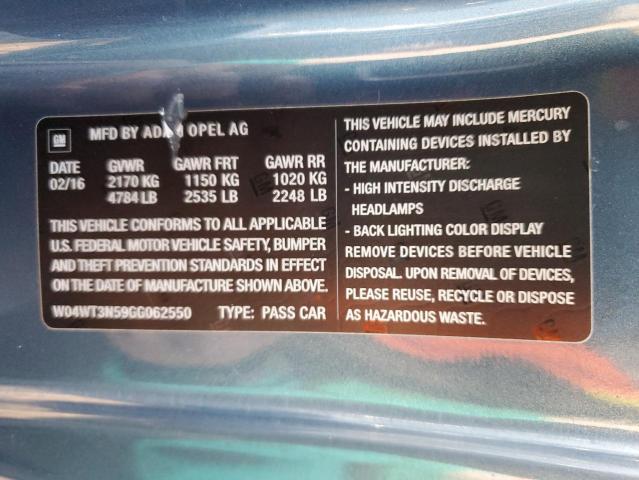 GM
MFD BY ADAM OPEL AG
DATE GVWR GAWR FRT GAWR RR
02/16 2170 KG 1150 KG 1020 KG
4784 LB 2535 LB 2248 LB
THIS VEHICLE CONFORMS TO ALL APPLICABLE
U.S. FEDERAL MOTOR VEHICLE SAFETY, BUMPER
AND THEFT PREVENTION STANDARDS IN EFFECT
ON THE DATE OF MANUFACTURE SHOWN ABOVE.
W04WT3N59GG062550 TYPE: PASS CAR
THIS VEHICLE MAY INCLUDE MERCURY
CONTAINING DEVICES INSTALLED BY
THE MANUFACTURER:
- HIGH INTENSITY DISCHARGE
HEADLAMPS
- BACK LIGHTING COLOR DISPLAY
REMOVE DEVICES BEFORE VEHICLE
DISPOSAL. UPON REMOVAL OF DEVICES,
PLEASE REUSE, RECYCLE OR DISPOSE
AS HAZARDOUS WASTE.